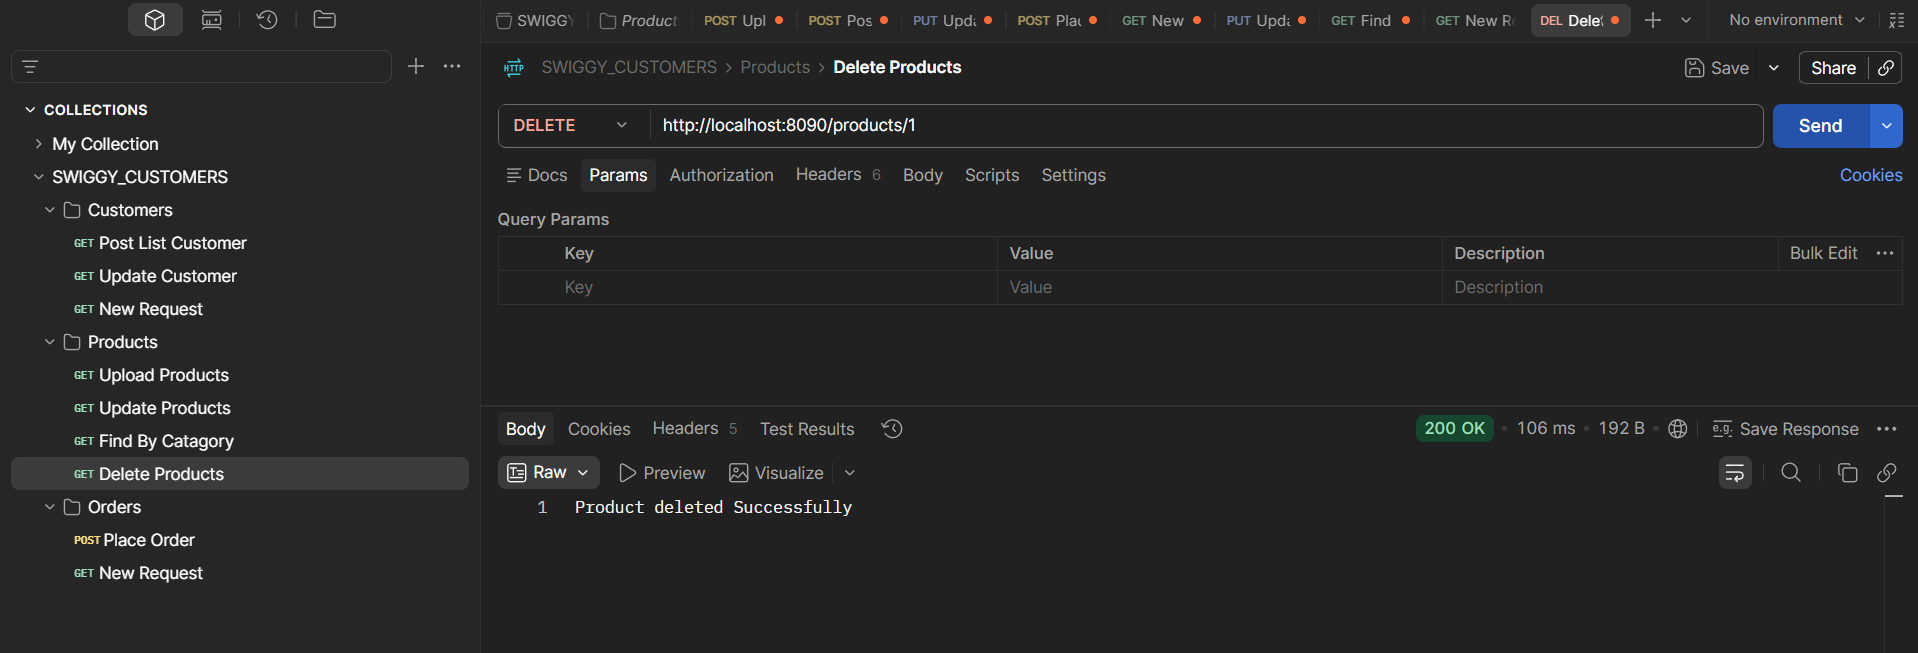 SWIGGY
Product
POST Upl
POST Pos
PUT Upda
POST Plac
GET New
PUT Upda
GET Find
GET New R
DEL Delet
No environment
COLLECTIONS
My Collection
SWIGGY_CUSTOMERS
Customers
GET Post List Customer
GET Update Customer
GET New Request
Products
GET Upload Products
GET Update Products
GET Find By Catagory
GET Delete Products
Orders
POST Place Order
GET New Request
HTTP SWIGGY_CUSTOMERS > Products > Delete Products
Save
Share
DELETE http://localhost:8090/products/1
Send
Docs Params Authorization Headers 6 Body Scripts Settings
Cookies
Query Params
Key Value Description Bulk Edit
Key Value Description
Body Cookies Headers 5 Test Results
200 OK • 106 ms • 192 B
e.g. Save Response
Raw Preview Visualize
1 Product deleted Successfully